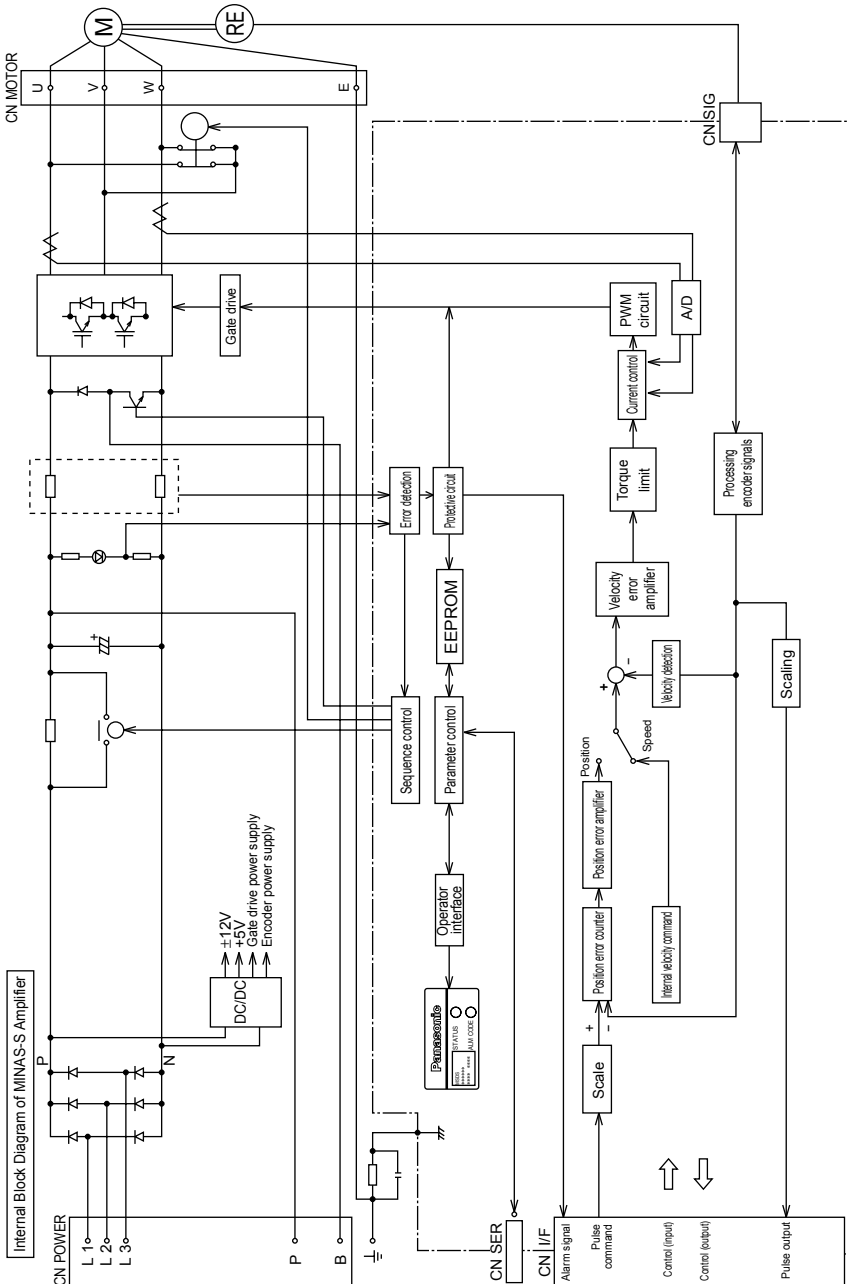 Internal Block Diagram of MINAS-S Amplifier
CN POWER
L 1
L 2
L 3
P
B
P
N
DC/DC
±12V
+5V
Gate drive power supply
Encoder power supply
+
Gate drive
CN MOTOR
U
V
W
E
M
RE
Sequence control
Error detection
Parameter control
EEPROM
Protective circuit
Operator
interface
Panasonic
STATUS
ALM CODE
CN SER
CN I/F
Alarm signal
Pulse
command
Control (input)
Control (output)
Pulse output
Scale
+
−
Position error counter
Position error amplifier
Internal velocity command
Position
Speed
+
−
Velocity detection
Velocity
error
amplifier
Torque
limit
Current control
PWM
circuit
A/D
Scaling
Processing
encoder signals
CN SIG